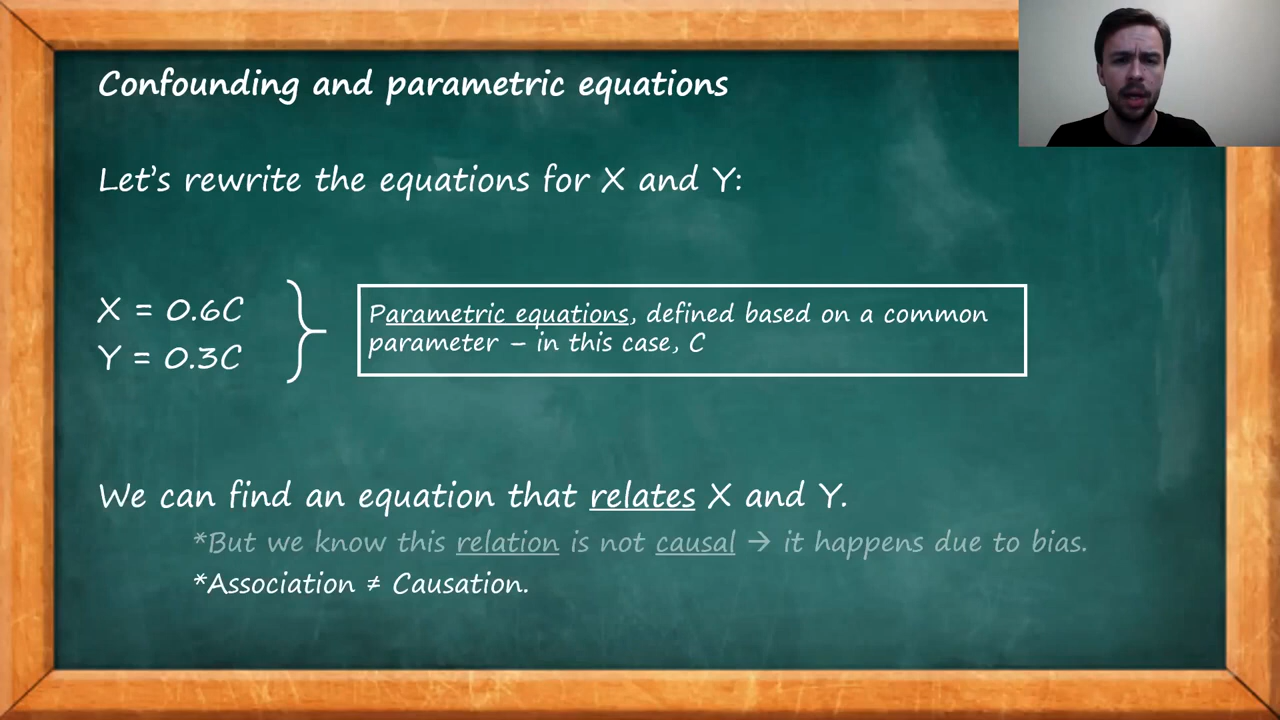 Confounding and parametric equations
Let's rewrite the equations for X and Y:
X = 0.6C
Y = 0.3C
Parametric equations, defined based on a common
parameter – in this case, C
We can find an equation that relates X and Y.
*But we know this relation is not causal → it happens due to bias.
*Association ≠ Causation.